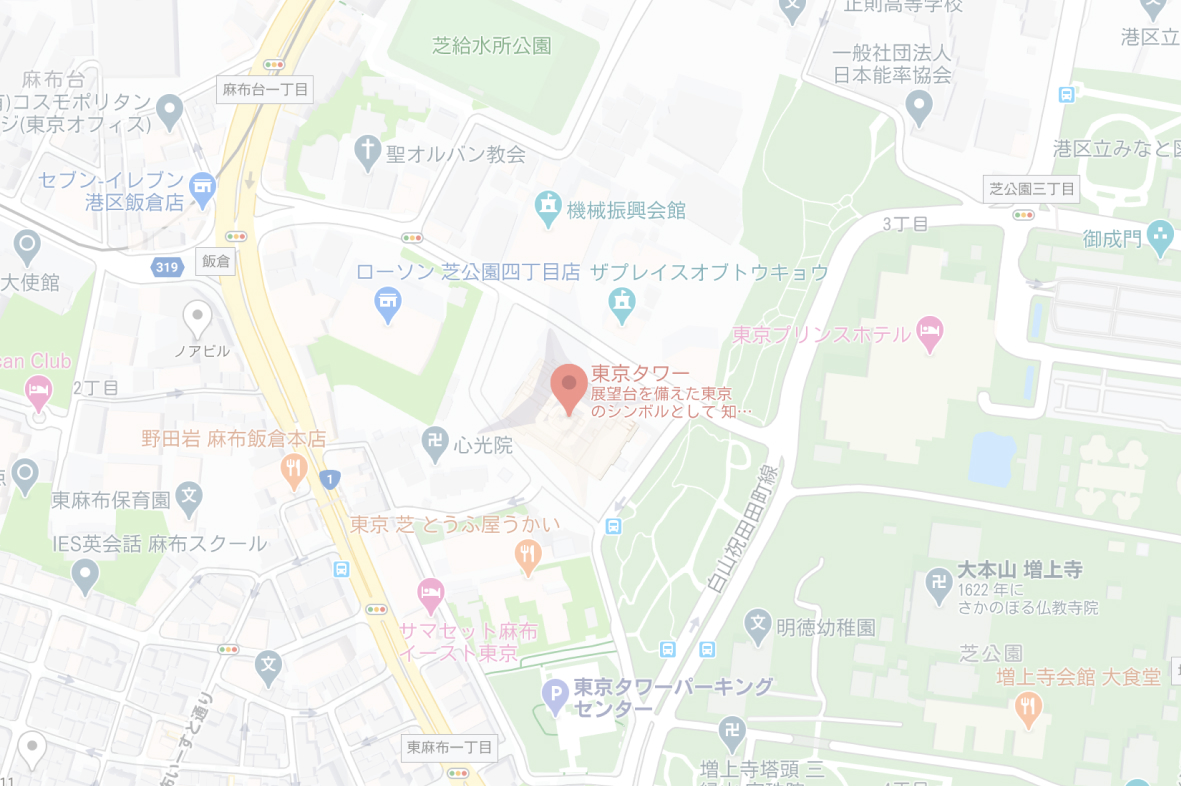 正則高等学校
芝給水所公園
港区立
一般社団法人
日本能率協会
麻布台
麻布台一丁目
コスモポリタン
ジ(東京オフィス)
聖オルバン教会
港区立みなと図
セブン-イレブン
港区飯倉店
芝公園三丁目
機械振興会館
3丁目
御成門
飯倉
319
大使館
ローソン 芝公園四丁目店
ザプレイスオブトウキョウ
東京プリンスホテル
ノアビル
can Club
2丁目
東京タワー
展望台を備えた東京
のシンボルとして 知…
野田岩 麻布飯倉本店
心光院
1
東麻布保育園
東京 芝 とうふ屋うかい
白山祝田田町線
IES英会話 麻布スクール
大本山 増上寺
1622 年に
さかのぼる仏教寺院
明徳幼稚園
サマセット麻布
イースト東京
芝公園
増上寺会館 大食堂
P
東京タワーパーキング
センター
東麻布一丁目
増上寺塔頭 三
11